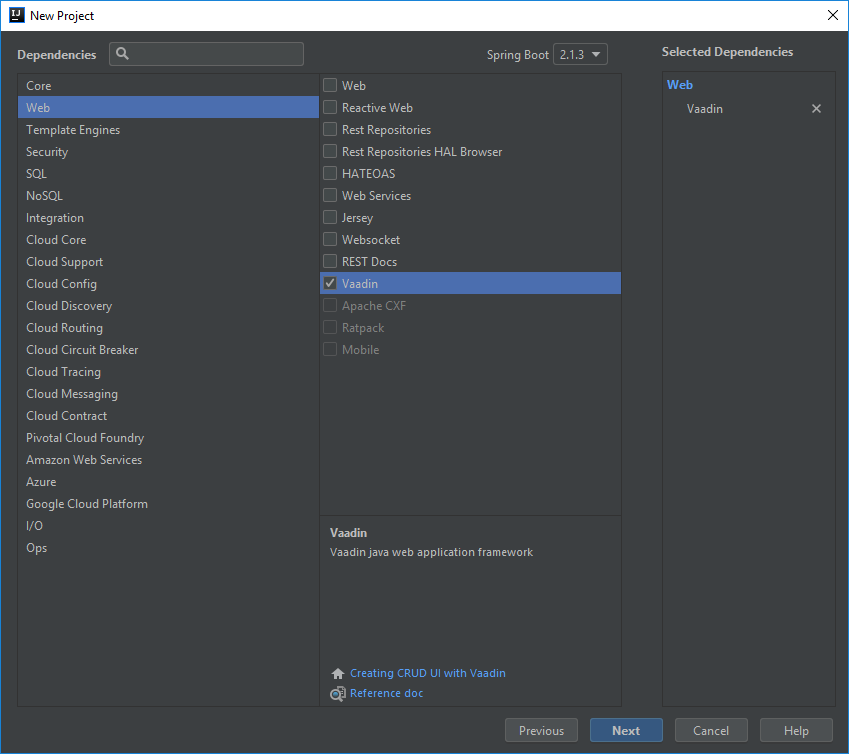 New Project
Dependencies
Spring Boot 2.1.3
Selected Dependencies
Core
Web
Template Engines
Security
SQL
NoSQL
Integration
Cloud Core
Cloud Support
Cloud Config
Cloud Discovery
Cloud Routing
Cloud Circuit Breaker
Cloud Tracing
Cloud Messaging
Cloud Contract
Pivotal Cloud Foundry
Amazon Web Services
Azure
Google Cloud Platform
I/O
Ops
Web
Reactive Web
Rest Repositories
Rest Repositories HAL Browser
HATEOAS
Web Services
Jersey
Websocket
REST Docs
Vaadin
Apache CXF
Ratpack
Mobile
Vaadin
Vaadin java web application framework
Creating CRUD UI with Vaadin
Reference doc
Web
Vaadin
Previous
Next
Cancel
Help